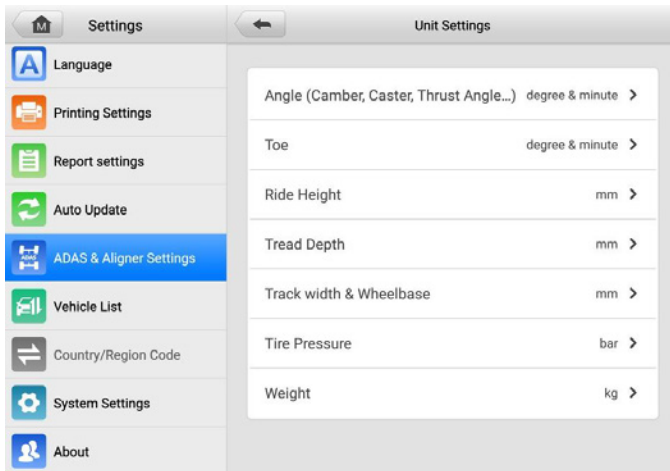 M
Settings
Unit Settings
A
Language
Printing Settings
Report settings
Auto Update
ADAS
ADAS & Aligner Settings
Vehicle List
Country/Region Code
System Settings
About
Angle (Camber, Caster, Thrust Angle...) degree & minute
Toe degree & minute
Ride Height mm
Tread Depth mm
Track width & Wheelbase mm
Tire Pressure bar
Weight kg